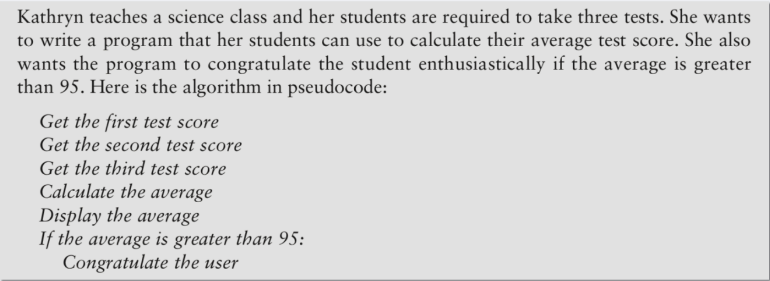 Kathryn teaches a science class and her students are required to take three tests. She wants
to write a program that her students can use to calculate their average test score. She also
wants the program to congratulate the student enthusiastically if the average is greater
than 95. Here is the algorithm in pseudocode:
Get the first test score
Get the second test score
Get the third test score
Calculate the average
Display the average
If the average is greater than 95:
Congratulate the user